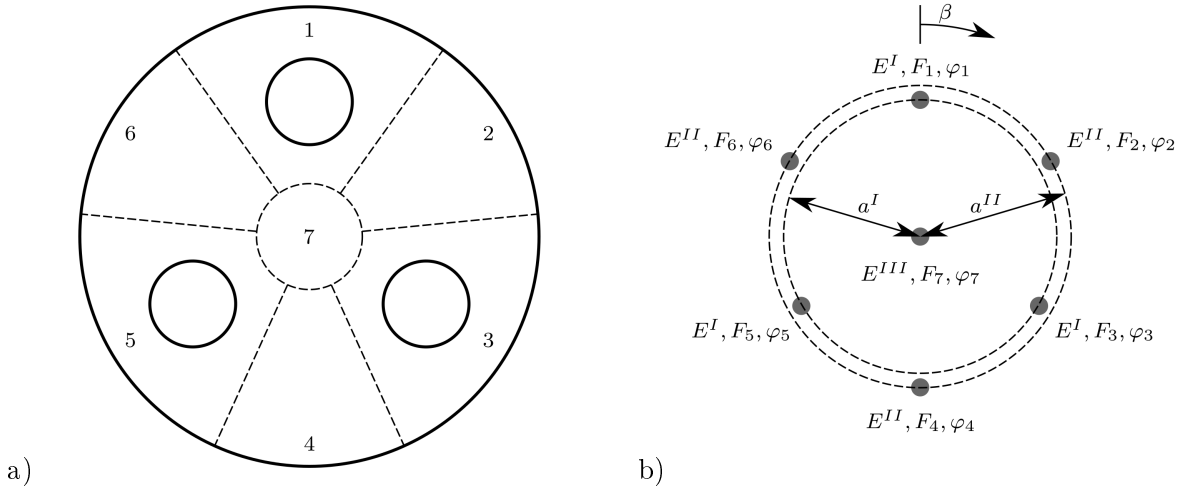 1
6
2
7
5
3
4
a)
β
E^I, F_1, φ_1
E^{II}, F_6, φ_6
E^{II}, F_2, φ_2
a^I
a^{II}
E^{III}, F_7, φ_7
E^I, F_5, φ_5
E^I, F_3, φ_3
E^{II}, F_4, φ_4
b)